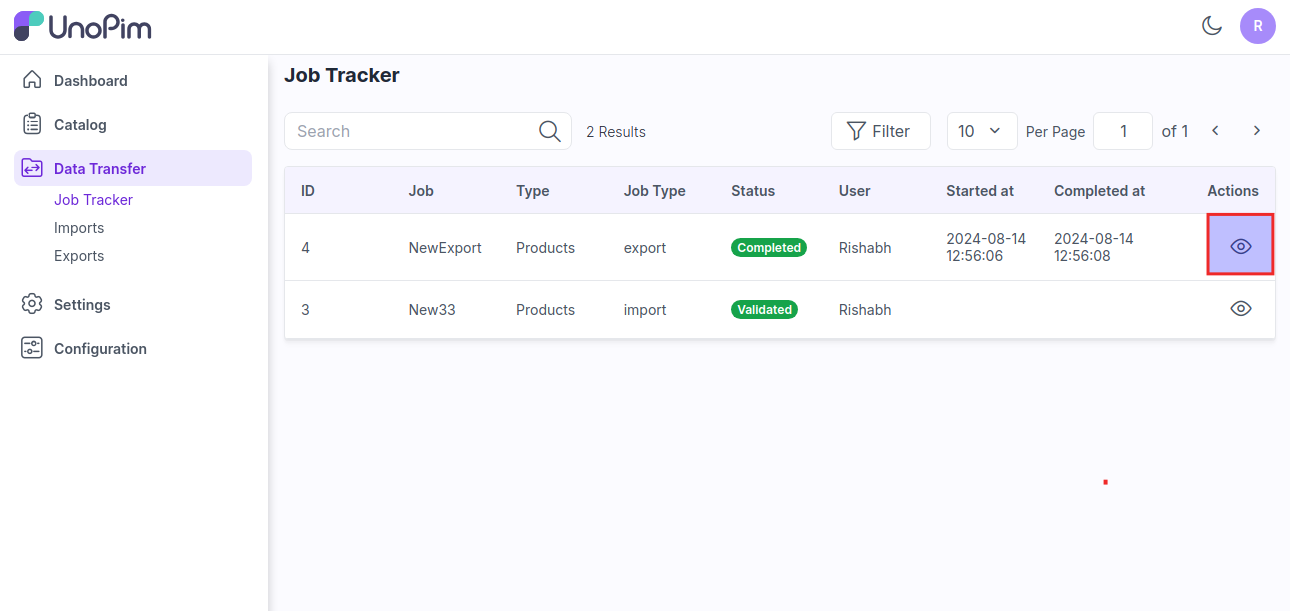 UnoPim
R
Dashboard
Catalog
Data Transfer
Job Tracker
Imports
Exports
Settings
Configuration
Job Tracker
Search
2 Results
Filter
10
Per Page
1
of 1
ID Job Type Job Type Status User Started at Completed at Actions
4 NewExport Products export Completed Rishabh 2024-08-14 2024-08-14
12:56:06 12:56:08
3 New33 Products import Validated Rishabh